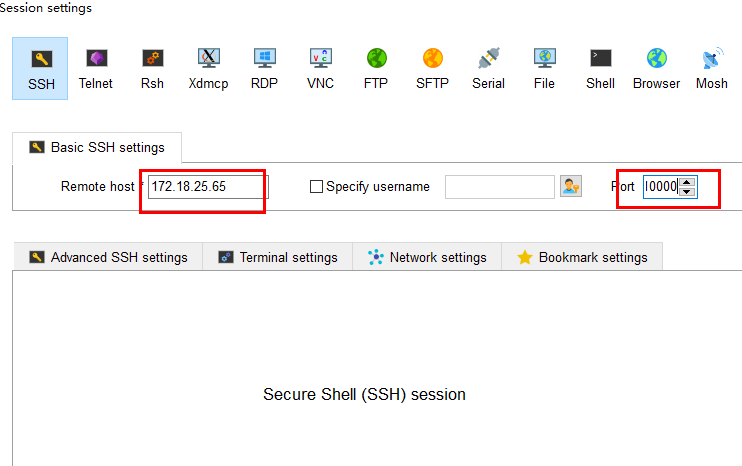 Session settings
SSH Telnet Rsh Xdmcp RDP VNC FTP SFTP Serial File Shell Browser Mosh
Basic SSH settings
Remote host * 172.18.25.65 Specify username Port 10000
Advanced SSH settings Terminal settings Network settings Bookmark settings
Secure Shell (SSH) session